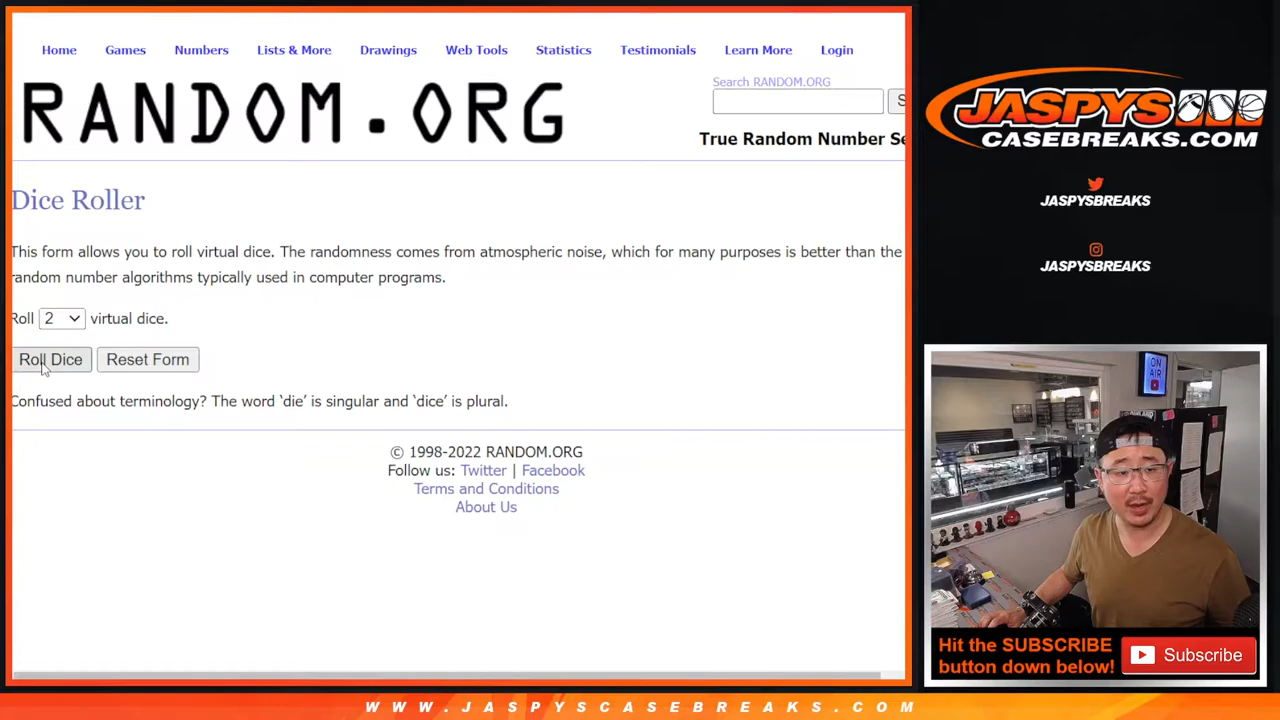 Home Games Numbers Lists & More Drawings Web Tools Statistics Testimonials Learn More Login
Search RANDOM.ORG
RANDOM.ORG
S
True Random Number Se
Dice Roller
This form allows you to roll virtual dice. The randomness comes from atmospheric noise, which for many purposes is better than the
random number algorithms typically used in computer programs.
Roll 2 virtual dice.
Roll Dice Reset Form
Confused about terminology? The word ‘die’ is singular and ‘dice’ is plural.
© 1998-2022 RANDOM.ORG
Follow us: Twitter | Facebook
Terms and Conditions
About Us
JASPYS
CASEBREAKS.COM
JASPYSBREAKS
JASPYSBREAKS
ON
AIR
Hit the SUBSCRIBE
button down below!
Subscribe
WWW.JASPYSCASEBREAKS.COM